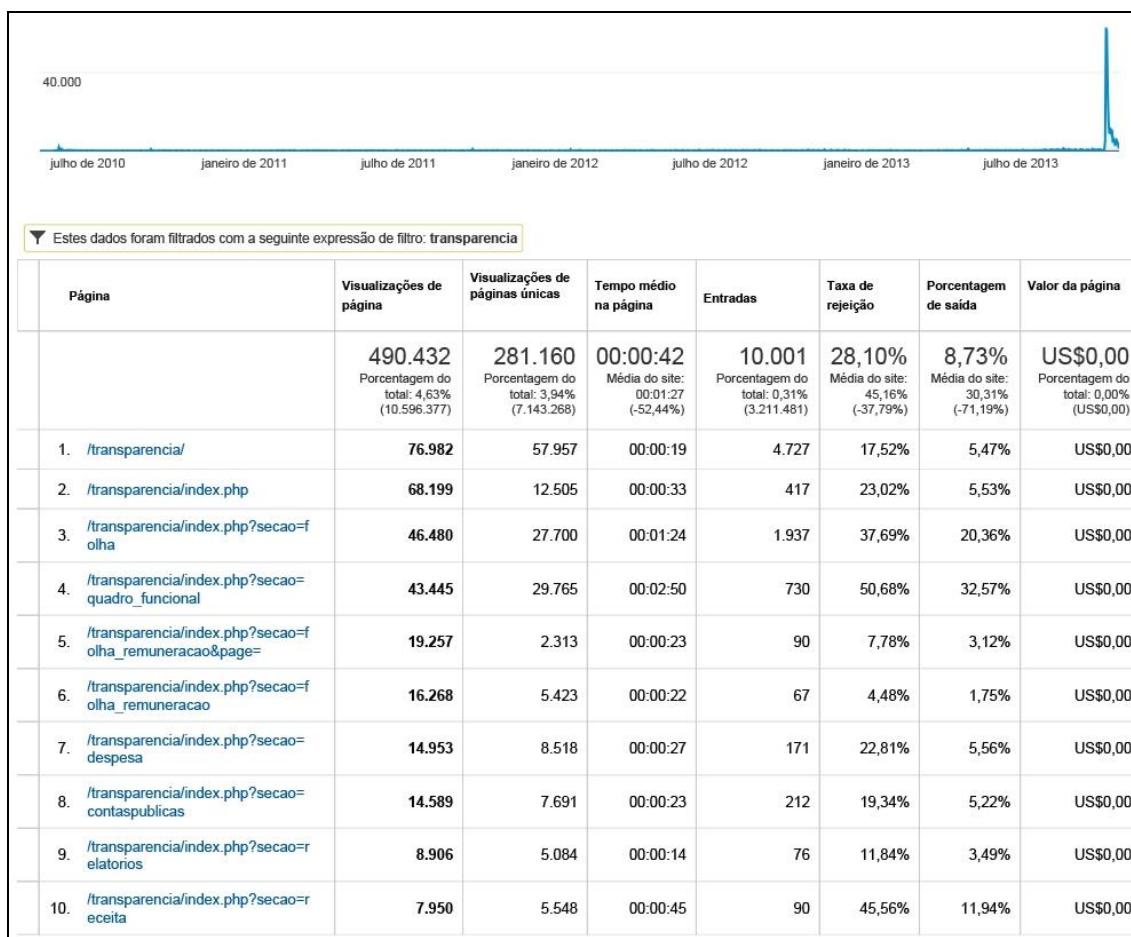 40.000
julho de 2010 janeiro de 2011 julho de 2011 janeiro de 2012 julho de 2012 janeiro de 2013 julho de 2013
Estes dados foram filtrados com a seguinte expressão de filtro: transparencia
Página Visualizações de página Visualizações de páginas únicas Tempo médio na página Entradas Taxa de rejeição Porcentagem de saída Valor da página
490.432 281.160 00:00:42 10.001 28,10% 8,73% US$0,00
Porcentagem do Porcentagem do Média do site: Porcentagem do Média do site: Média do site: Porcentagem do
total: 4,63% total: 3,94% 00:01:27 total: 0,31% 45,16% 30,31% total: 0,00%
(10.596.377) (7.143.268) (-52,44%) (3.211.481) (-37,79%) (-71,19%) (US$0,00)
1. /transparencia/ 76.982 57.957 00:00:19 4.727 17,52% 5,47% US$0,00
2. /transparencia/index.php 68.199 12.505 00:00:33 417 23,02% 5,53% US$0,00
3. /transparencia/index.php?secao=f
olha 46.480 27.700 00:01:24 1.937 37,69% 20,36% US$0,00
4. /transparencia/index.php?secao=
quadro_funcional 43.445 29.765 00:02:50 730 50,68% 32,57% US$0,00
5. /transparencia/index.php?secao=f
olha_remuneracao&page= 19.257 2.313 00:00:23 90 7,78% 3,12% US$0,00
6. /transparencia/index.php?secao=f
olha_remuneracao 16.268 5.423 00:00:22 67 4,48% 1,75% US$0,00
7. /transparencia/index.php?secao=
despesa 14.953 8.518 00:00:27 171 22,81% 5,56% US$0,00
8. /transparencia/index.php?secao=
contaspublicas 14.589 7.691 00:00:23 212 19,34% 5,22% US$0,00
9. /transparencia/index.php?secao=r
elatorios 8.906 5.084 00:00:14 76 11,84% 3,49% US$0,00
10. /transparencia/index.php?secao=r
eceita 7.950 5.548 00:00:45 90 45,56% 11,94% US$0,00